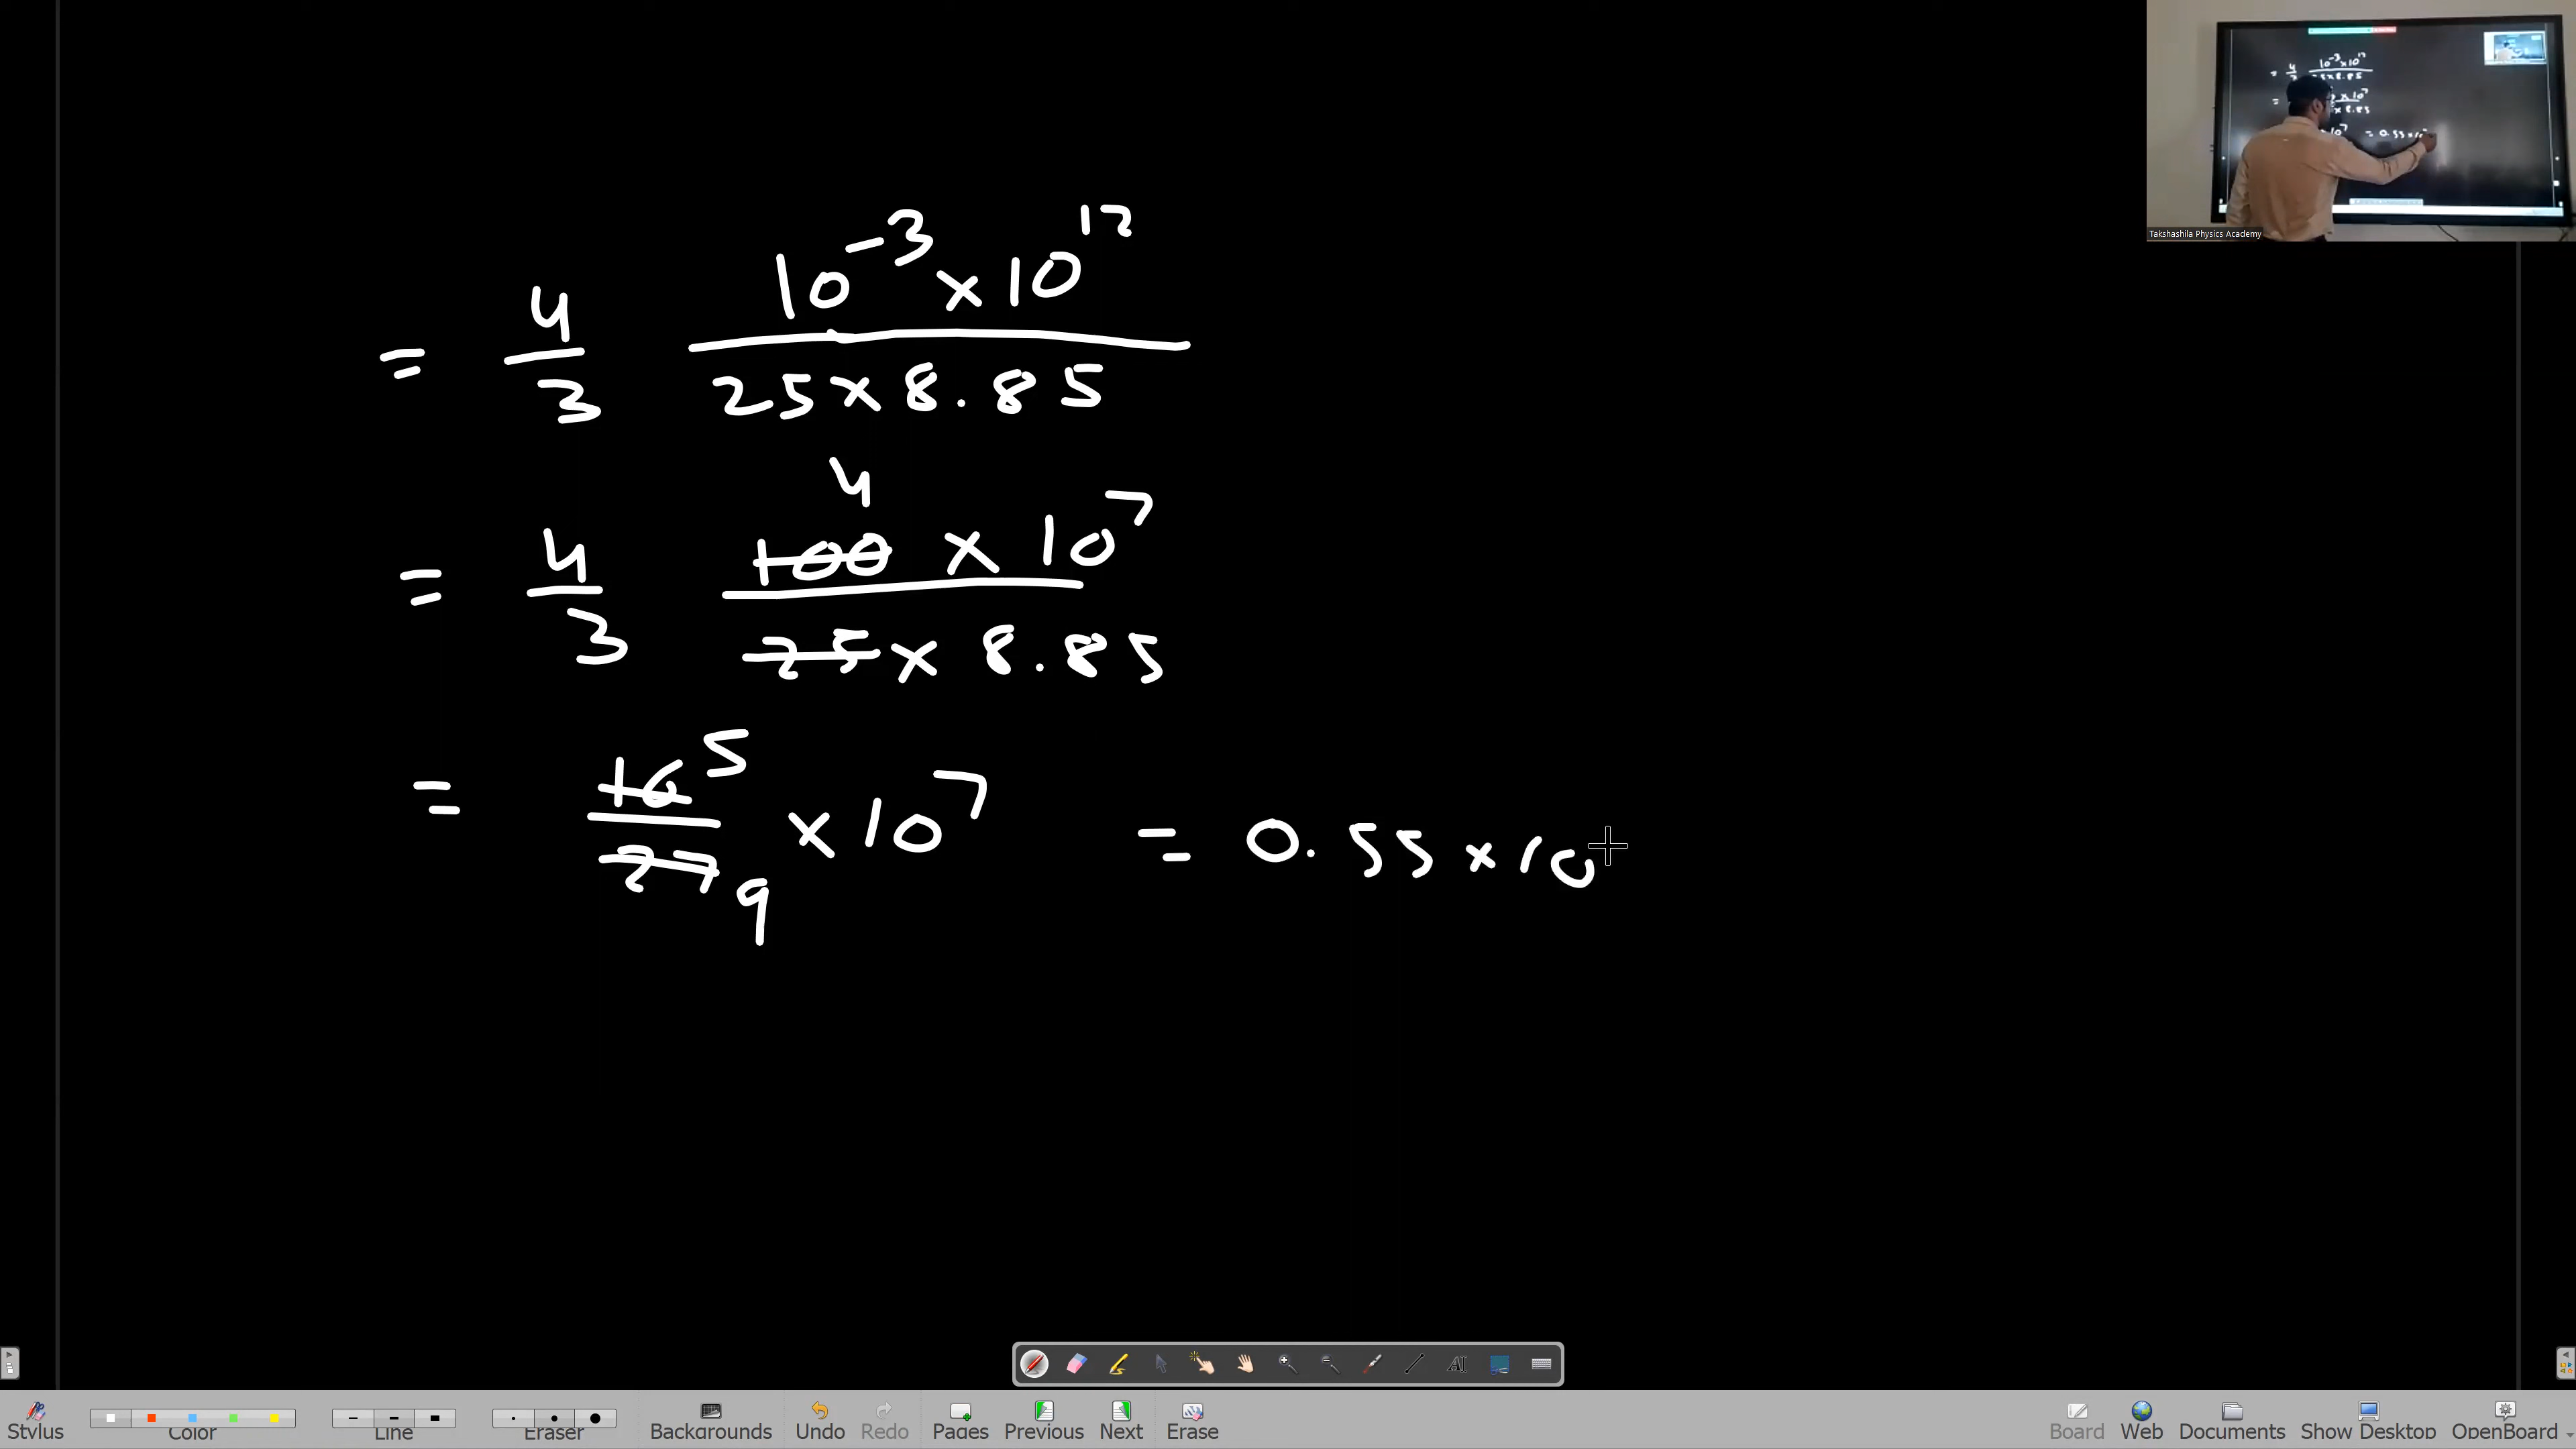 = 4/3 10^-3 × 10^12 / 25 × 8.85
= 4/3 4 100 × 10^7 / 25 × 8.85
= 16 5 / 27 9 × 10^7 = 0.55 × 10
Takshashila Physics Academy
Stylus Color Line Eraser Backgrounds Undo Redo Pages Previous Next Erase Board Web Documents Show Desktop OpenBoard